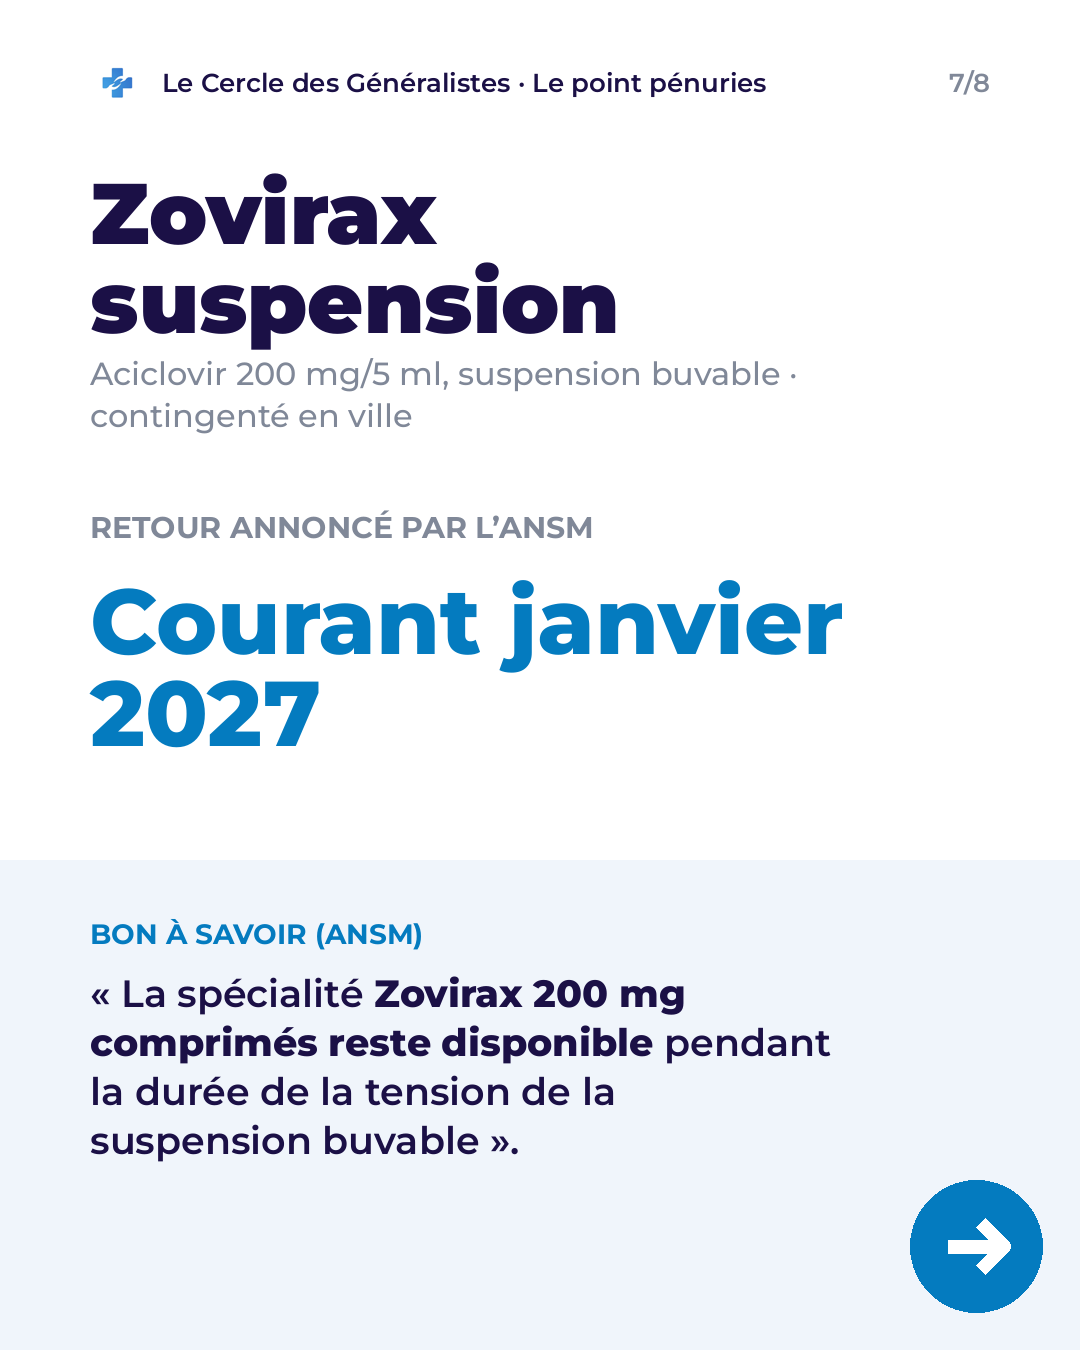 Le Cercle des Généralistes · Le point pénuries
7/8
Zovirax
suspension
Aciclovir 200 mg/5 ml, suspension buvable ·
contingenté en ville
RETOUR ANNONCÉ PAR L’ANSM
Courant janvier
2027
BON À SAVOIR (ANSM)
« La spécialité Zovirax 200 mg
comprimés reste disponible pendant
la durée de la tension de la
suspension buvable ».